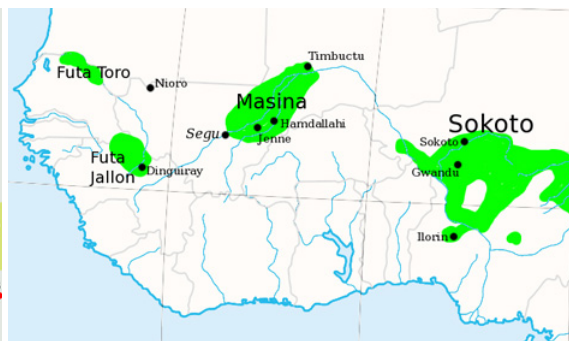 Timbuctu
Futa Toro
Nioro
Masina
Hamdallahi
Segu
Jenne
Sokoto
Sokoto
Futa
Jallon
Dinguiray
Gwandu
Ilorin